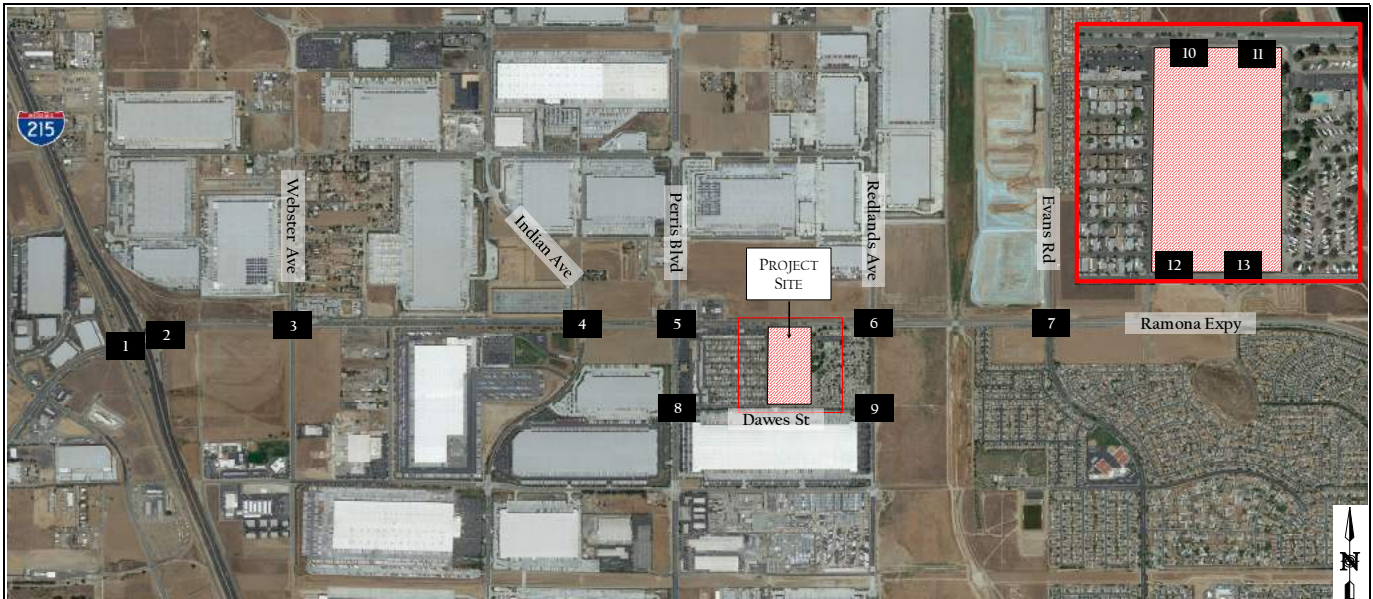 10
11
215
Webster Ave
Indian Ave
Perris Blvd
Redlands Ave
Evans Rd
PROJECT
SITE
12
13
1
2
3
4
5
6
7
Ramona Expy
8
9
Dawes St
N